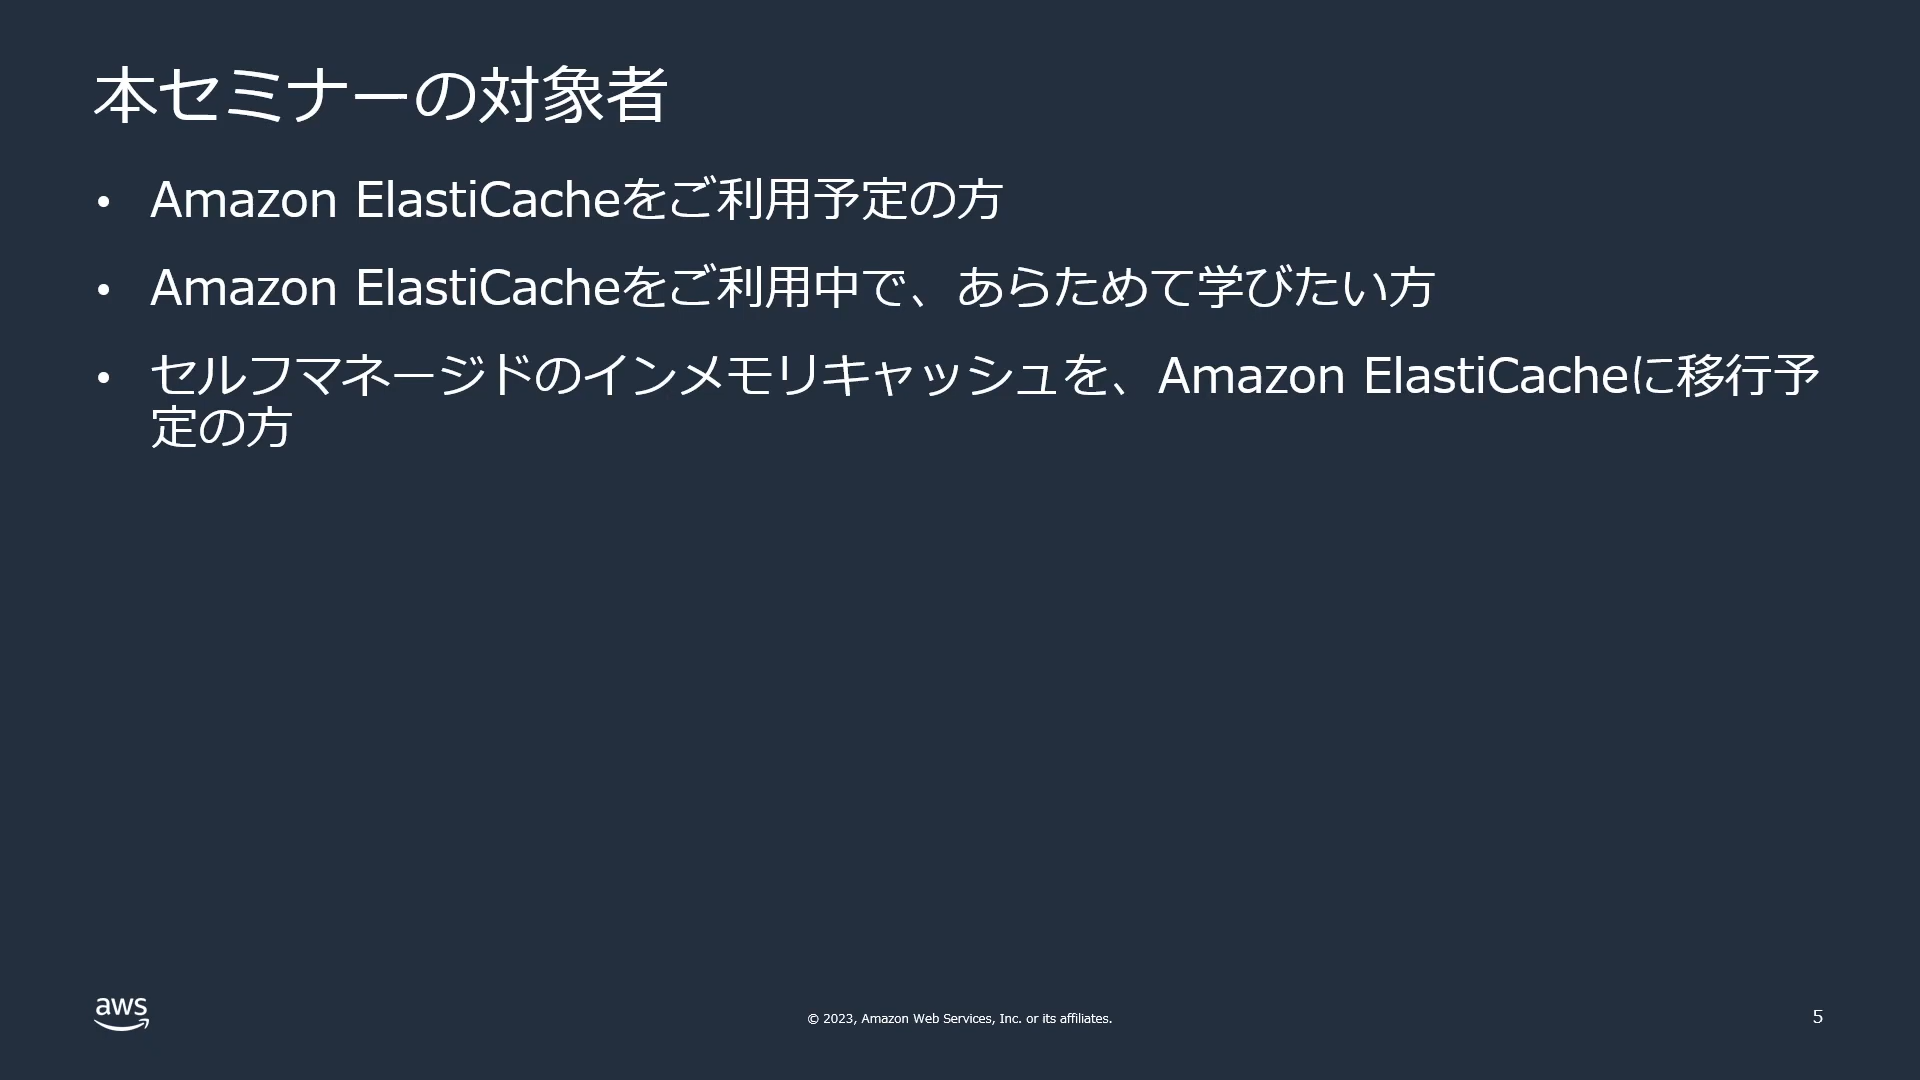 本セミナーの対象者
• Amazon ElastiCacheをご利用予定の方
• Amazon ElastiCacheをご利用中で、あらためて学びたい方
• セルフマネージドのインメモリキャッシュを、Amazon ElastiCacheに移行予
定の方
aws
© 2023, Amazon Web Services, Inc. or its affiliates.
5